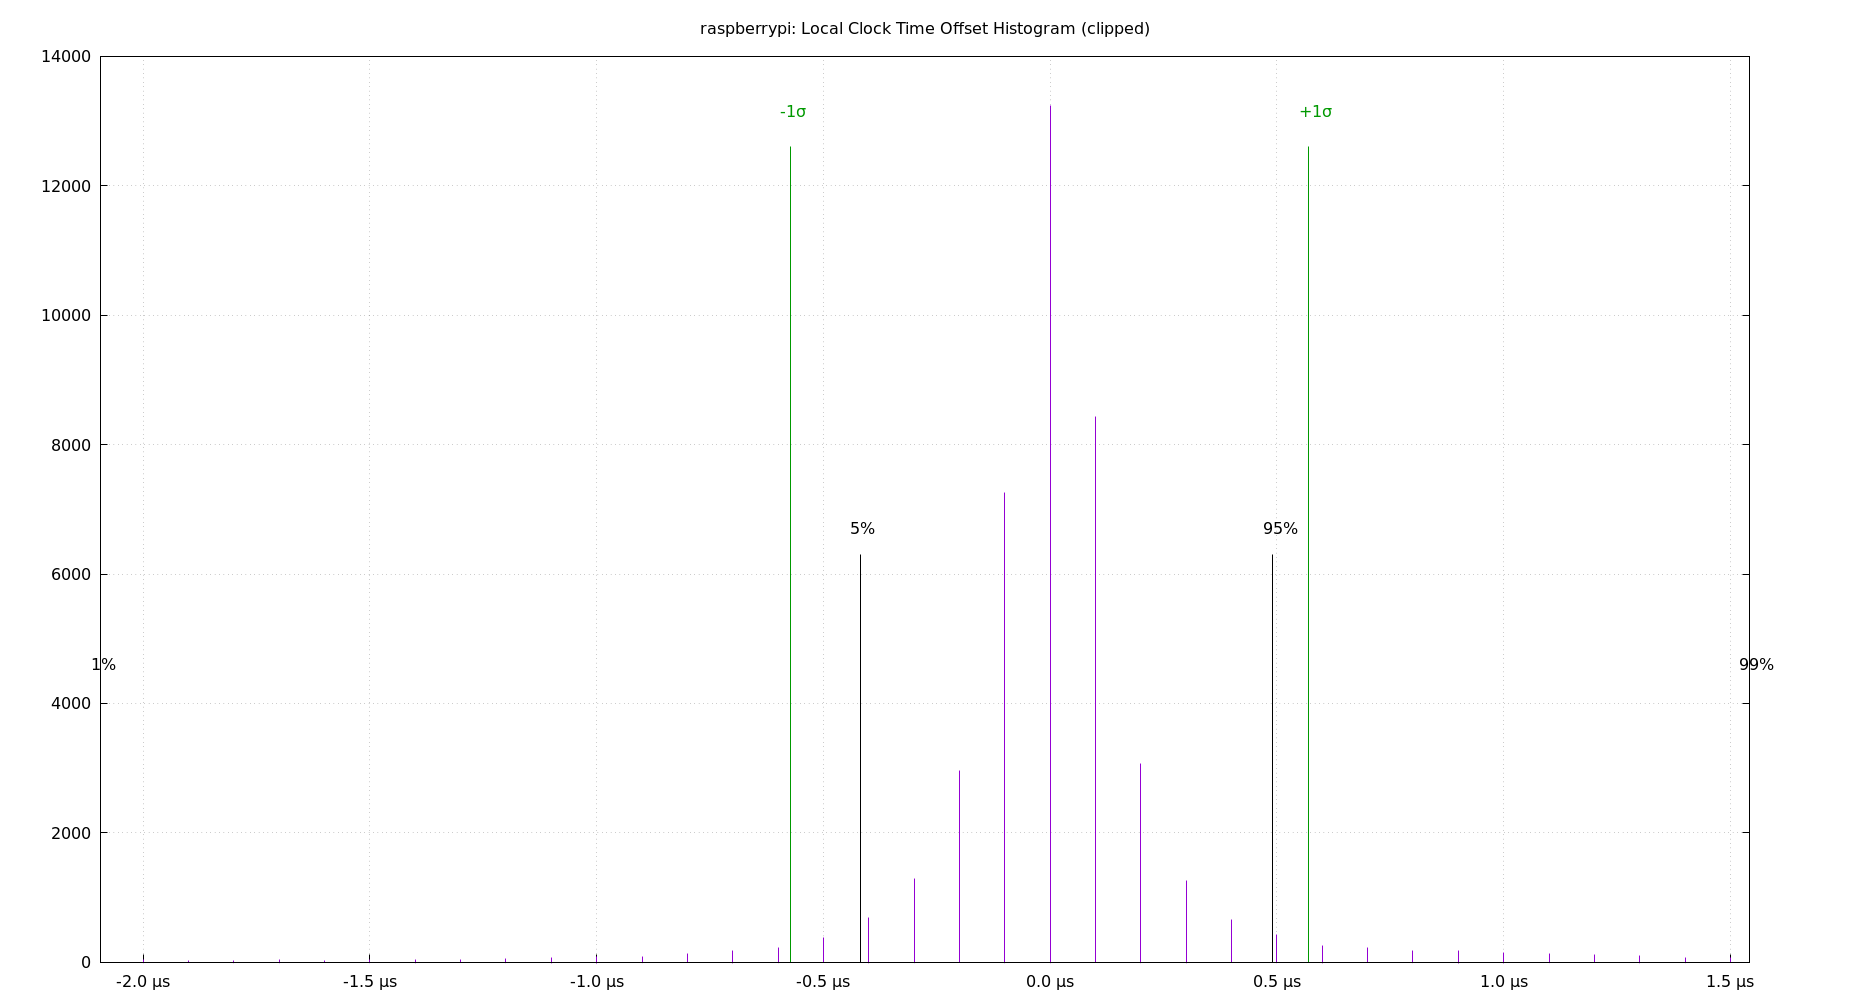 raspberrypi: Local Clock Time Offset Histogram (clipped)
14000
-1σ
+1σ
12000
10000
8000
5%
95%
6000
1%
99%
4000
2000
0
-2.0 µs
-1.5 µs
-1.0 µs
-0.5 µs
0.0 µs
0.5 µs
1.0 µs
1.5 µs